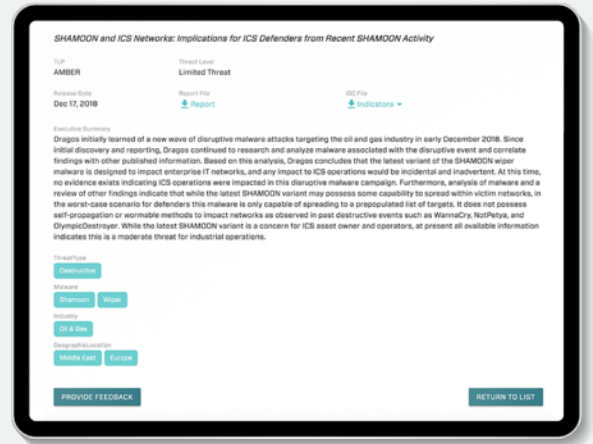 SHAMOON and ICS Networks: Implications for ICS Defenders from Recent SHAMOON Activity
TLP Threat Level
AMBER Limited Threat
Release Date Report File IOC File
Dec 17, 2018 Report Indicators
Executive Summary
Dragos initially learned of a new wave of disruptive malware attacks targeting the oil and gas industry in early December 2018. Since
initial discovery and reporting, Dragos continued to research and analyze malware associated with the disruptive event and correlate
findings with other published information. Based on this analysis, Dragos concludes that the latest variant of the SHAMOON wiper
malware is designed to impact enterprise IT networks, and any impact to ICS operations would be incidental and inadvertent. At this time,
no evidence exists indicating ICS operations were impacted in this disruptive malware campaign. Furthermore, analysis of malware and a
review of other findings indicate that while the latest SHAMOON variant may possess some capability to spread within victim networks, in
the worst-case scenario for defenders this malware is only capable of spreading to a prepopulated list of targets. It does not possess
self-propagation or wormable methods to impact networks as observed in past destructive events such as WannaCry, NotPetya, and
OlympicDestroyer. While the latest SHAMOON variant is a concern for ICS asset owner and operators, at present all available information
indicates this is a moderate threat for industrial operations.
ThreatType
Destructive
Malware
Shamoon Wiper
Industry
Oil & Gas
GeographicLocation
Middle East Europe
PROVIDE FEEDBACK RETURN TO LIST